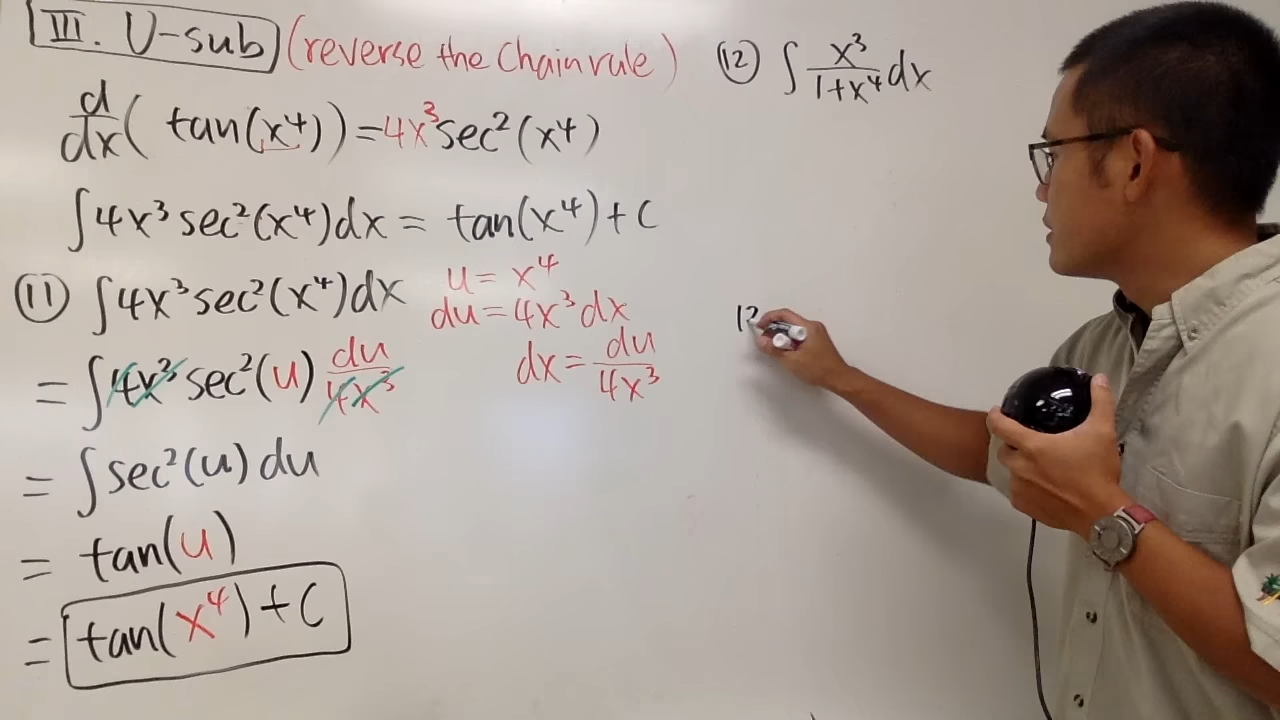 III. U-sub (reverse the Chain rule)
d/dx( tan(x⁴)) = 4x³sec²(x⁴)
∫4x³ sec²(x⁴)dx = tan(x⁴)+C
(11) ∫4x³sec²(x⁴)dx
= ∫4x³ sec²(u) du/4x³
= ∫sec²(u) du
= tan(u)
= tan(x⁴)+C
u = x⁴
du = 4x³dx
dx = du/4x³
(12) ∫ x³/1+x⁴ dx